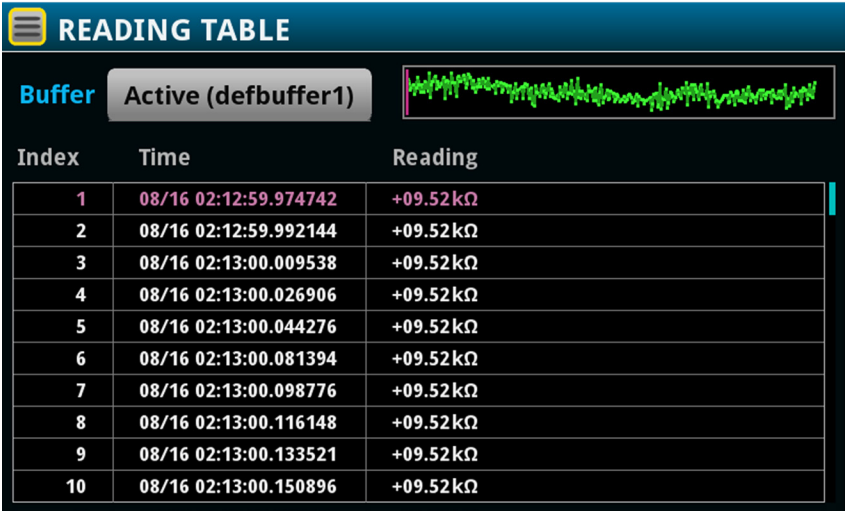 READING TABLE
Buffer Active (defbuffer1)
Index Time Reading
1 08/16 02:12:59.974742 +09.52kΩ
2 08/16 02:12:59.992144 +09.52kΩ
3 08/16 02:13:00.009538 +09.52kΩ
4 08/16 02:13:00.026906 +09.52kΩ
5 08/16 02:13:00.044276 +09.52kΩ
6 08/16 02:13:00.081394 +09.52kΩ
7 08/16 02:13:00.098776 +09.52kΩ
8 08/16 02:13:00.116148 +09.52kΩ
9 08/16 02:13:00.133521 +09.52kΩ
10 08/16 02:13:00.150896 +09.52kΩ